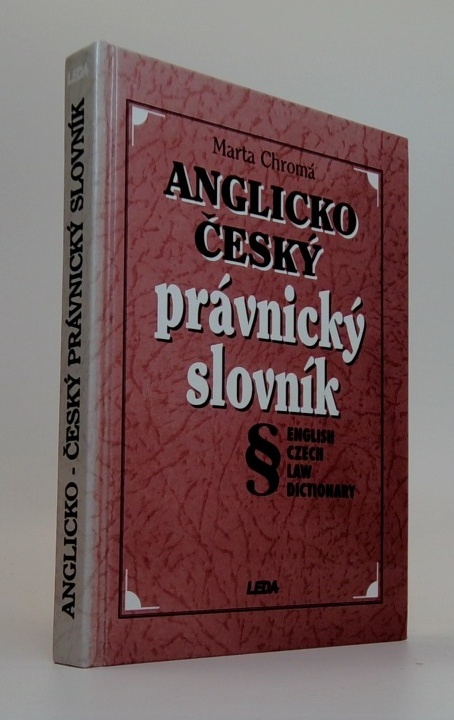 LEDA
ANGLICKO - ČESKÝ PRÁVNICKÝ SLOVNÍK
Marta Chromá
ANGLICKO
ČESKÝ
právnický
slovník
§ ENGLISH
CZECH
LAW
DICTIONARY
LEDA